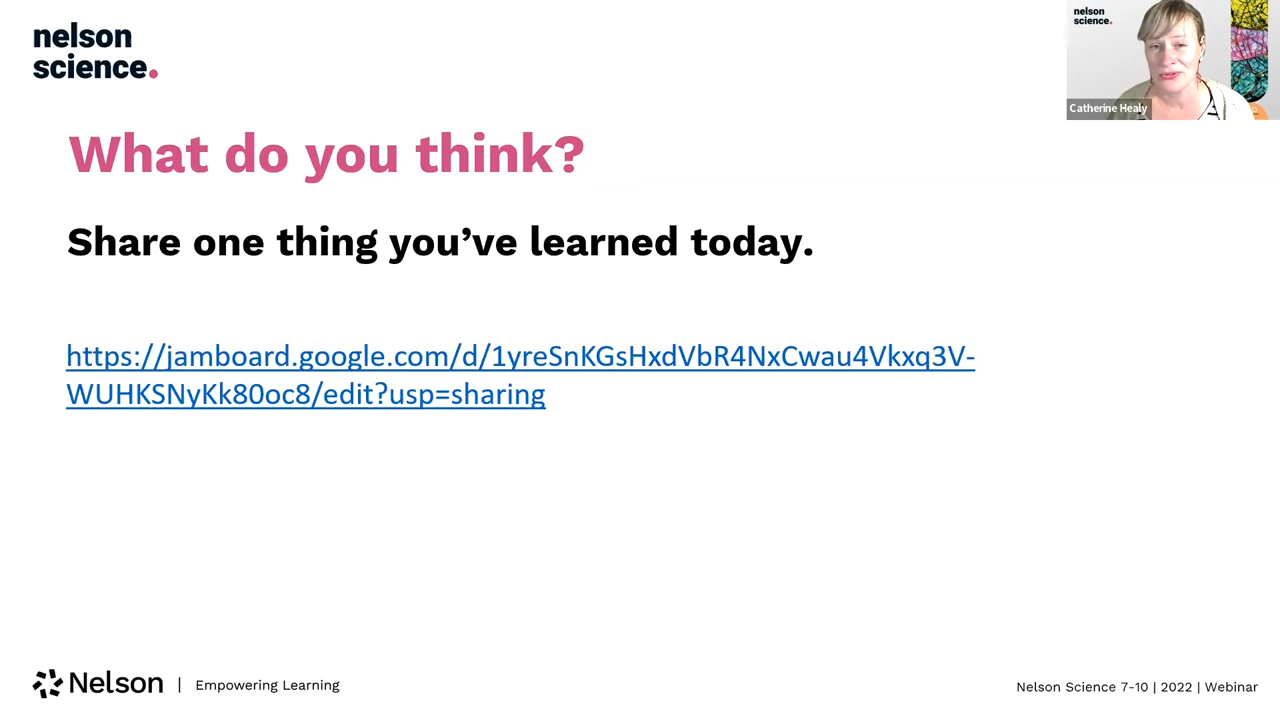 nelson
science.
nelson
science.
Catherine Healy
What do you think?
Share one thing you’ve learned today.
https://jamboard.google.com/d/1yreSnKGsHxdVbR4NxCwau4Vkxq3V-
WUHKSNyKk80oc8/edit?usp=sharing
Nelson | Empowering Learning
Nelson Science 7-10 | 2022 | Webinar